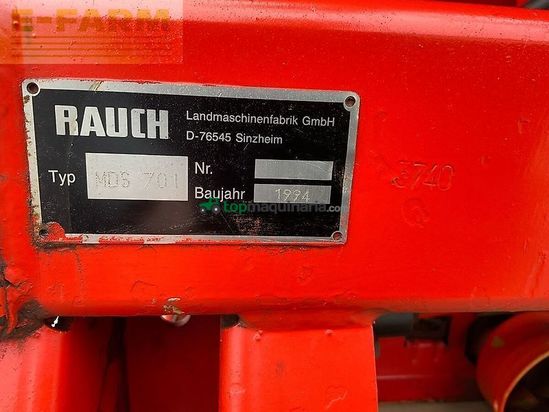 E-FARM
RAUCH
Landmaschinenfabrik GmbH
D-76545 Sinzheim
Typ MDS 701
Nr.
Baujahr 1994
topmaquinaria.com
3740